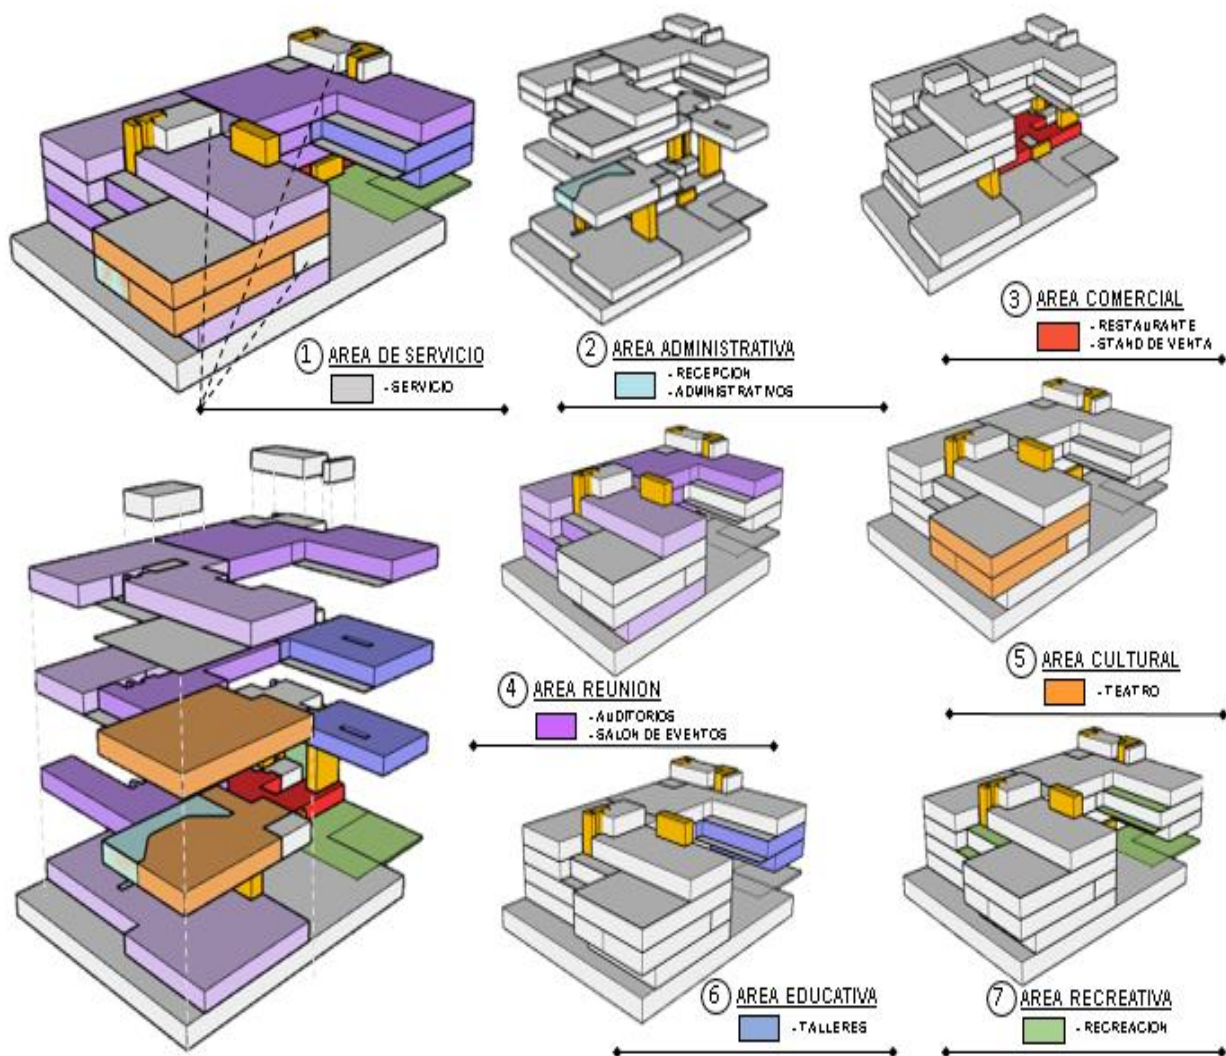 1 AREA DE SERVICIO
- SERVICIO
2 AREA ADMINISTRATIVA
- RECEPCION
- ADMINISTRATIVOS
3 AREA COMERCIAL
- RESTAURANTE
- STAND DE VENTA
4 AREA REUNION
- AUDITORIOS
- SALON DE EVENTOS
5 AREA CULTURAL
- TEATRO
6 AREA EDUCATIVA
- TALLERES
7 AREA RECREATIVA
- RECREACION